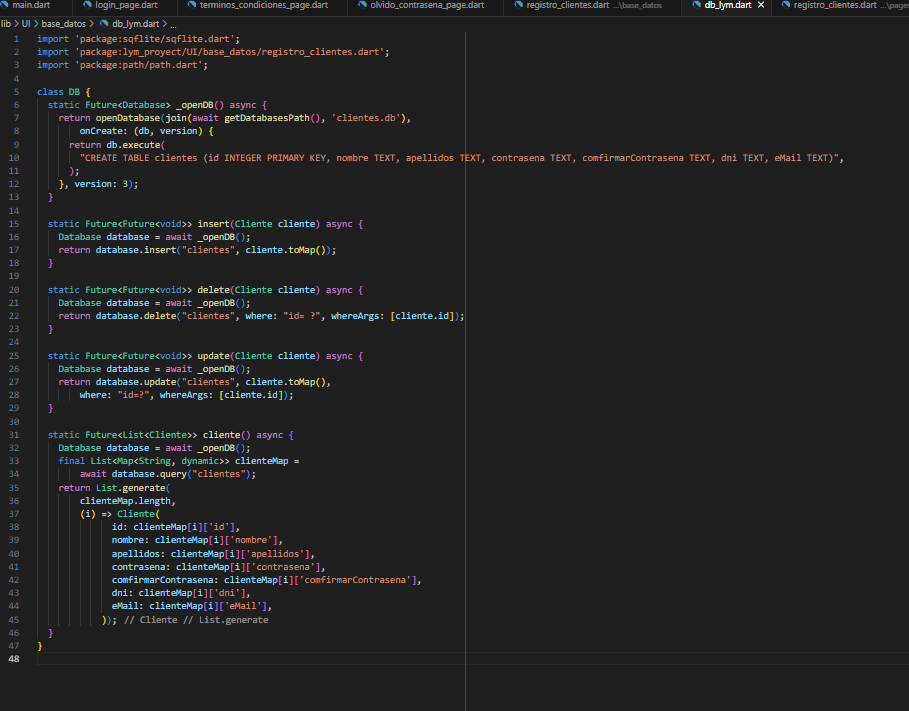 main.dart login_page.dart terminos_condiciones_page.dart olvido_contrasena_page.dart registro_clientes.dart ...\base_datos db_lym.dart registro_clientes.dart ...\pages
lib > UI > base_datos > db_lym.dart > ...
1 import 'package:sqflite/sqflite.dart';
2 import 'package:lym_proyect/UI/base_datos/registro_clientes.dart';
3 import 'package:path/path.dart';
4
5 class DB {
6 static Future<Database> _openDB() async {
7 return openDatabase(join(await getDatabasesPath(), 'clientes.db'),
8 onCreate: (db, version) {
9 return db.execute(
10 "CREATE TABLE clientes (id INTEGER PRIMARY KEY, nombre TEXT, apellidos TEXT, contrasena TEXT, comfirmarContrasena TEXT, dni TEXT, eMail TEXT)",
11 );
12 }, version: 3);
13 }
14
15 static Future<Future<void>> insert(Cliente cliente) async {
16 Database database = await _openDB();
17 return database.insert("clientes", cliente.toMap());
18 }
19
20 static Future<Future<void>> delete(Cliente cliente) async {
21 Database database = await _openDB();
22 return database.delete("clientes", where: "id= ?", whereArgs: [cliente.id]);
23 }
24
25 static Future<Future<void>> update(Cliente cliente) async {
26 Database database = await _openDB();
27 return database.update("clientes", cliente.toMap(),
28 where: "id=?", whereArgs: [cliente.id]);
29 }
30
31 static Future<List<Cliente>> cliente() async {
32 Database database = await _openDB();
33 final List<Map<String, dynamic>> clienteMap =
34 await database.query("clientes");
35 return List.generate(
36 clienteMap.length,
37 (i) => Cliente(
38 id: clienteMap[i]['id'],
39 nombre: clienteMap[i]['nombre'],
40 apellidos: clienteMap[i]['apellidos'],
41 contrasena: clienteMap[i]['contrasena'],
42 comfirmarContrasena: clienteMap[i]['comfirmarContrasena'],
43 dni: clienteMap[i]['dni'],
44 eMail: clienteMap[i]['eMail'],
45 )); // Cliente // List.generate
46 }
47 }
48